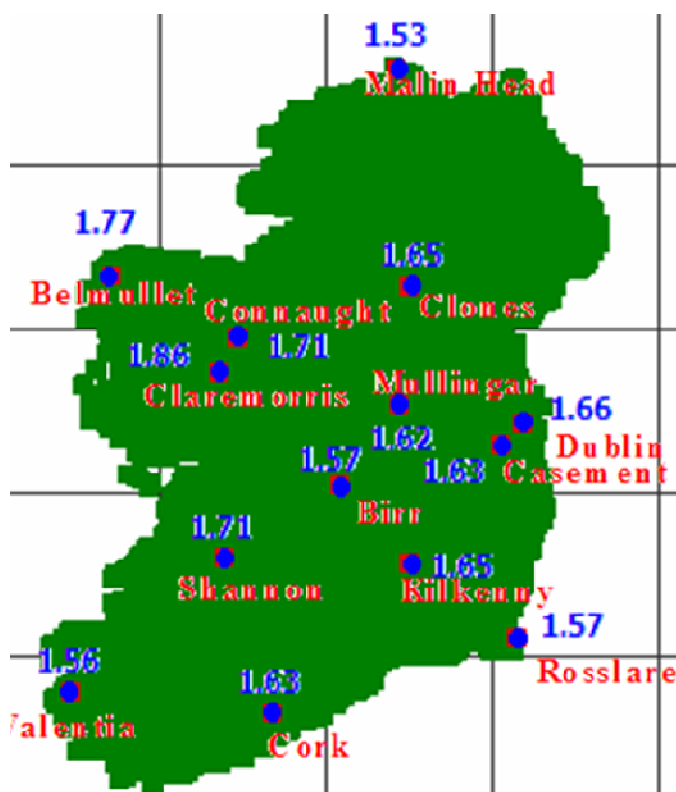 1.53
Malin Head
1.77
1.65
Belmullet
Connaught
Clones
1.86
1.71
Claremorris
Mullingar
1.66
1.62
Dublin
1.57
1.63
Casement
Birr
1.71
1.65
Shannon
Kilkenny
1.57
1.56
Rosslare
1.63
Valentia
Cork